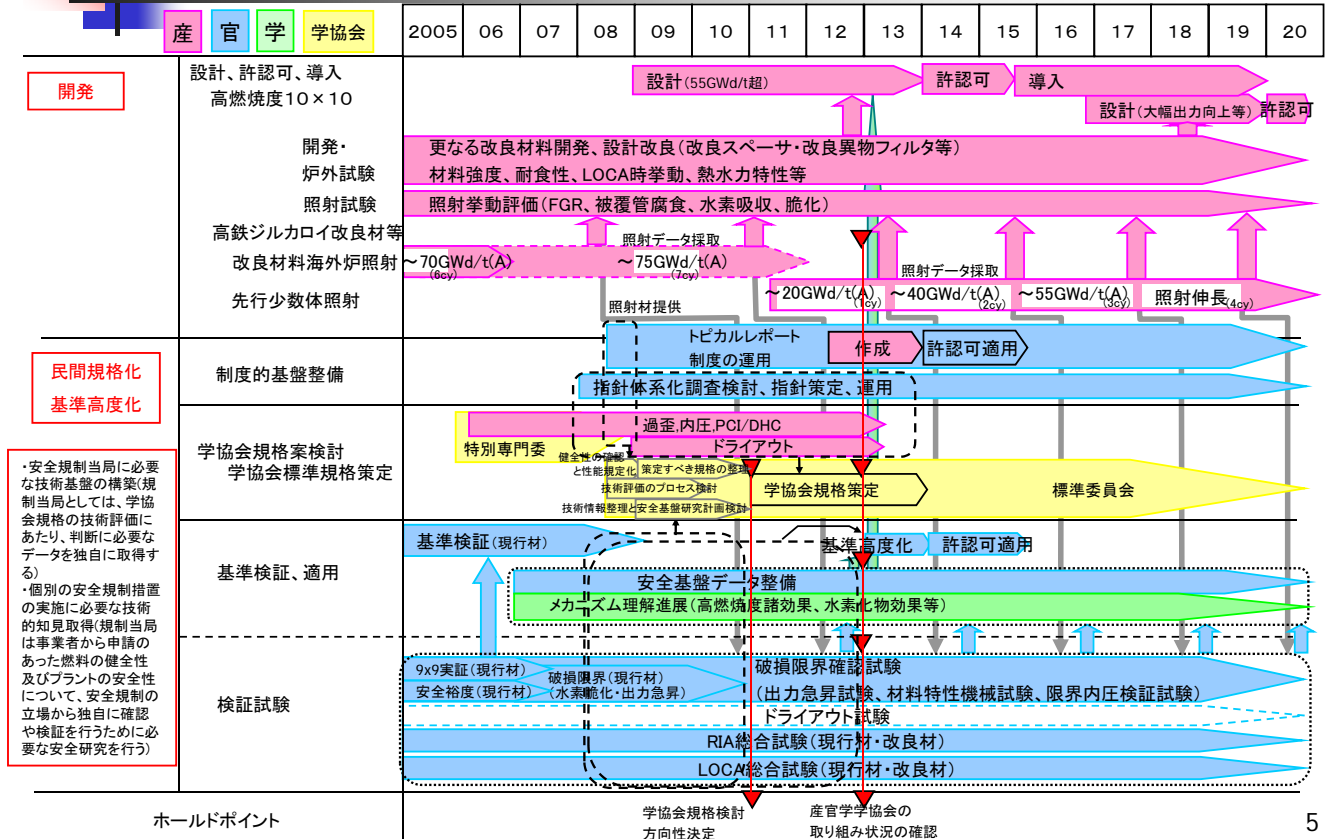 産 官 学 学協会 2005 06 07 08 09 10 11 12 13 14 15 16 17 18 19 20
開発
設計、許認可、導入
高燃焼度10×10
設計(55GWd/t超) 許認可 導入
設計(大幅出力向上等) 許認可
開発・
炉外試験
更なる改良材料開発、設計改良(改良スペーサ・改良異物フィルタ等)
材料強度、耐食性、LOCA時挙動、熱水力特性等
照射試験
照射挙動評価(FGR、被覆管腐食、水素吸収、脆化)
高鉄ジルカロイ改良材等
改良材料海外炉照射
照射データ採取
~70GWd/t(A)
(6cy)
~75GWd/t(A)
(7cy)
先行少数体照射
照射データ採取
~20GWd/t(A)
(1cy)
~40GWd/t(A)
(2cy)
~55GWd/t(A)
(3cy)
照射伸長
(4cy)
照射材提供
民間規格化
基準高度化
制度的基盤整備
トピカルレポート
制度の運用
作成
許認可適用
指針体系化調査検討、指針策定、運用
学協会規格案検討
学協会標準規格策定
過歪,内圧,PCI/DHC
特別専門委
ドライアウト
健全性の確認
と性能規定化
策定すべき規格の整理
技術評価のプロセス検討
技術情報整理と安全基盤研究計画検討
学協会規格策定
標準委員会
・安全規制当局に必要
な技術基盤の構築(規
制当局としては、学協
会規格の技術評価に
あたり、判断に必要な
データを独自に取得す
る)
・個別の安全規制措置
の実施に必要な技術
的知見取得(規制当局
は事業者から申請の
あった燃料の健全性
及びプラントの安全性
について、安全規制の
立場から独自に確認
や検証を行うために必
要な安全研究を行う)
基準検証、適用
基準検証(現行材)
基準高度化
許認可適用
安全基盤データ整備
メカニズム理解進展(高燃焼度諸効果、水素化物効果等)
検証試験
9x9実証(現行材)
安全裕度(現行材)
破損限界(現行材)
(水素脆化・出力急昇)
破損限界確認試験
(出力急昇試験、材料特性機械試験、限界内圧検証試験)
ドライアウト試験
RIA総合試験(現行材・改良材)
LOCA総合試験(現行材・改良材)
ホールドポイント
学協会規格検討
方向性決定
産官学学協会の
取り組み状況の確認
5